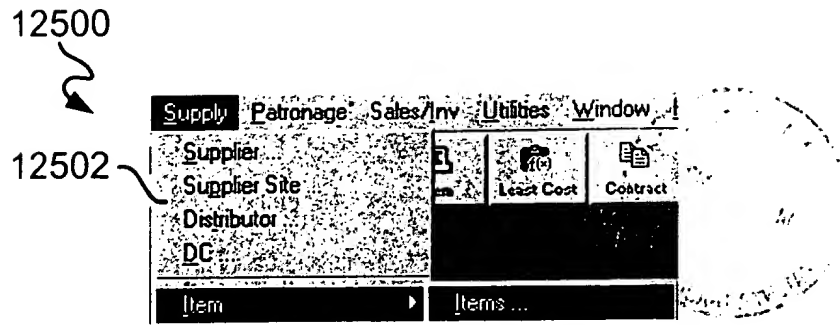 12500
Supply Patronage Sales/Inv Utilities Window
Supplier...
Least Cost Contract
12502
Supplier Site
Distributor
DC...
Item Items ...